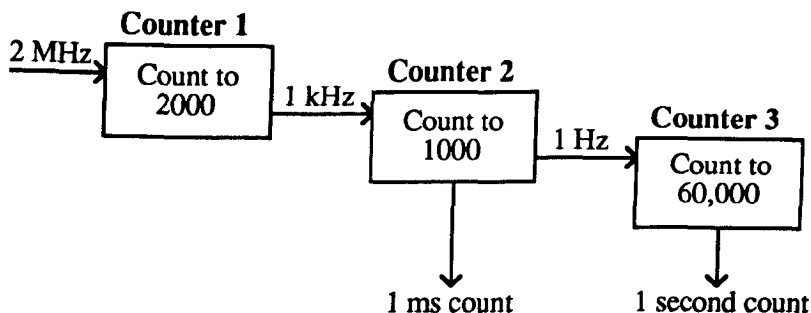 Counter 1
2 MHz
Count to
2000
1 kHz
Counter 2
Count to
1000
1 Hz
Counter 3
Count to
60,000
1 ms count
1 second count